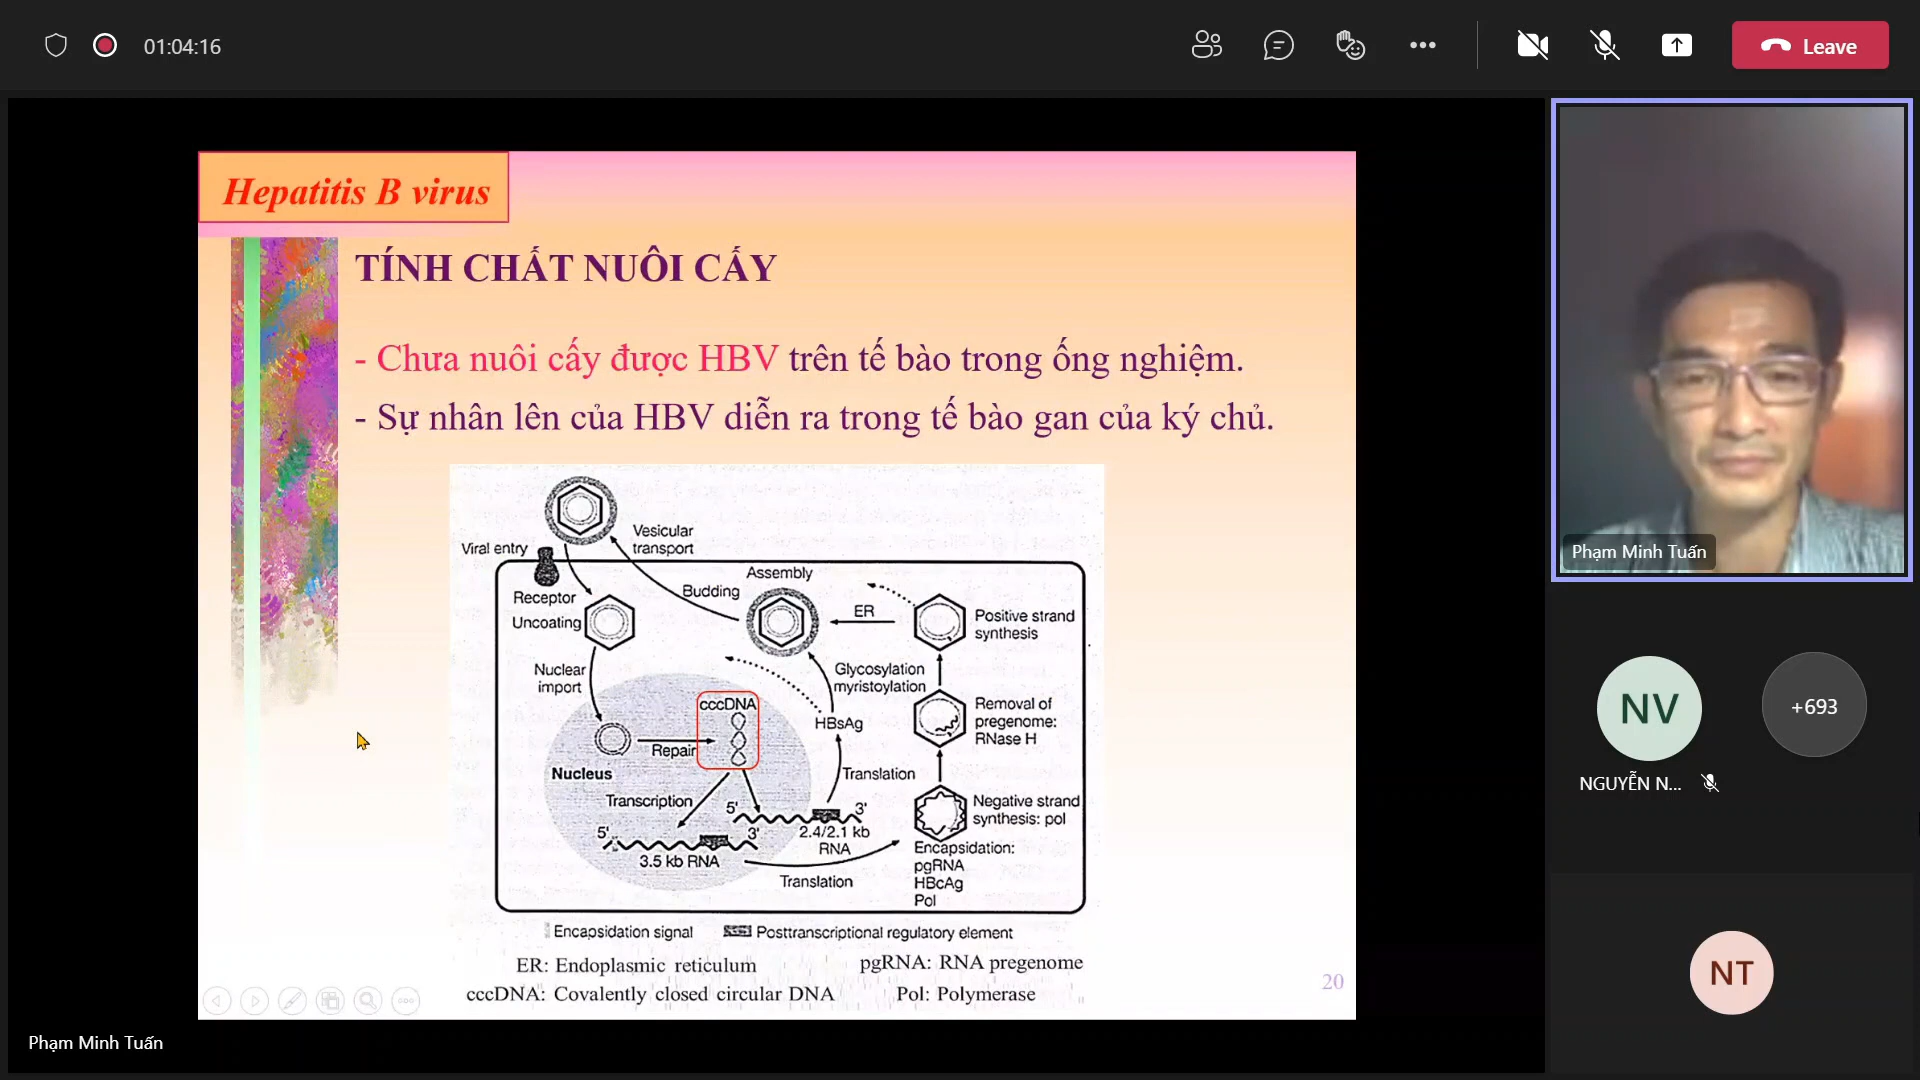 01:04:16
Leave
Hepatitis B virus
TÍNH CHẤT NUÔI CẤY
- Chưa nuôi cấy được HBV trên tế bào trong ống nghiệm.
- Sự nhân lên của HBV diễn ra trong tế bào gan của ký chủ.
Viral entry
Vesicular
transport
Receptor
Uncoating
Budding
Assembly
ER
Positive strand
synthesis
Nuclear
import
Glycosylation
myristoylation
cccDNA
HBsAg
Removal of
pregenome:
RNase H
Repair
Nucleus
Translation
Transcription
5'
3'
2.4/2.1 kb
RNA
Negative strand
synthesis: pol
5'
3'
3.5 kb RNA
Translation
Encapsidation:
pgRNA
HBcAg
Pol
Encapsidation signal
Posttranscriptional regulatory element
ER: Endoplasmic reticulum
pgRNA: RNA pregenome
cccDNA: Covalently closed circular DNA
Pol: Polymerase
20
Phạm Minh Tuấn
Phạm Minh Tuấn
NV
+693
NGUYỄN N...
NT